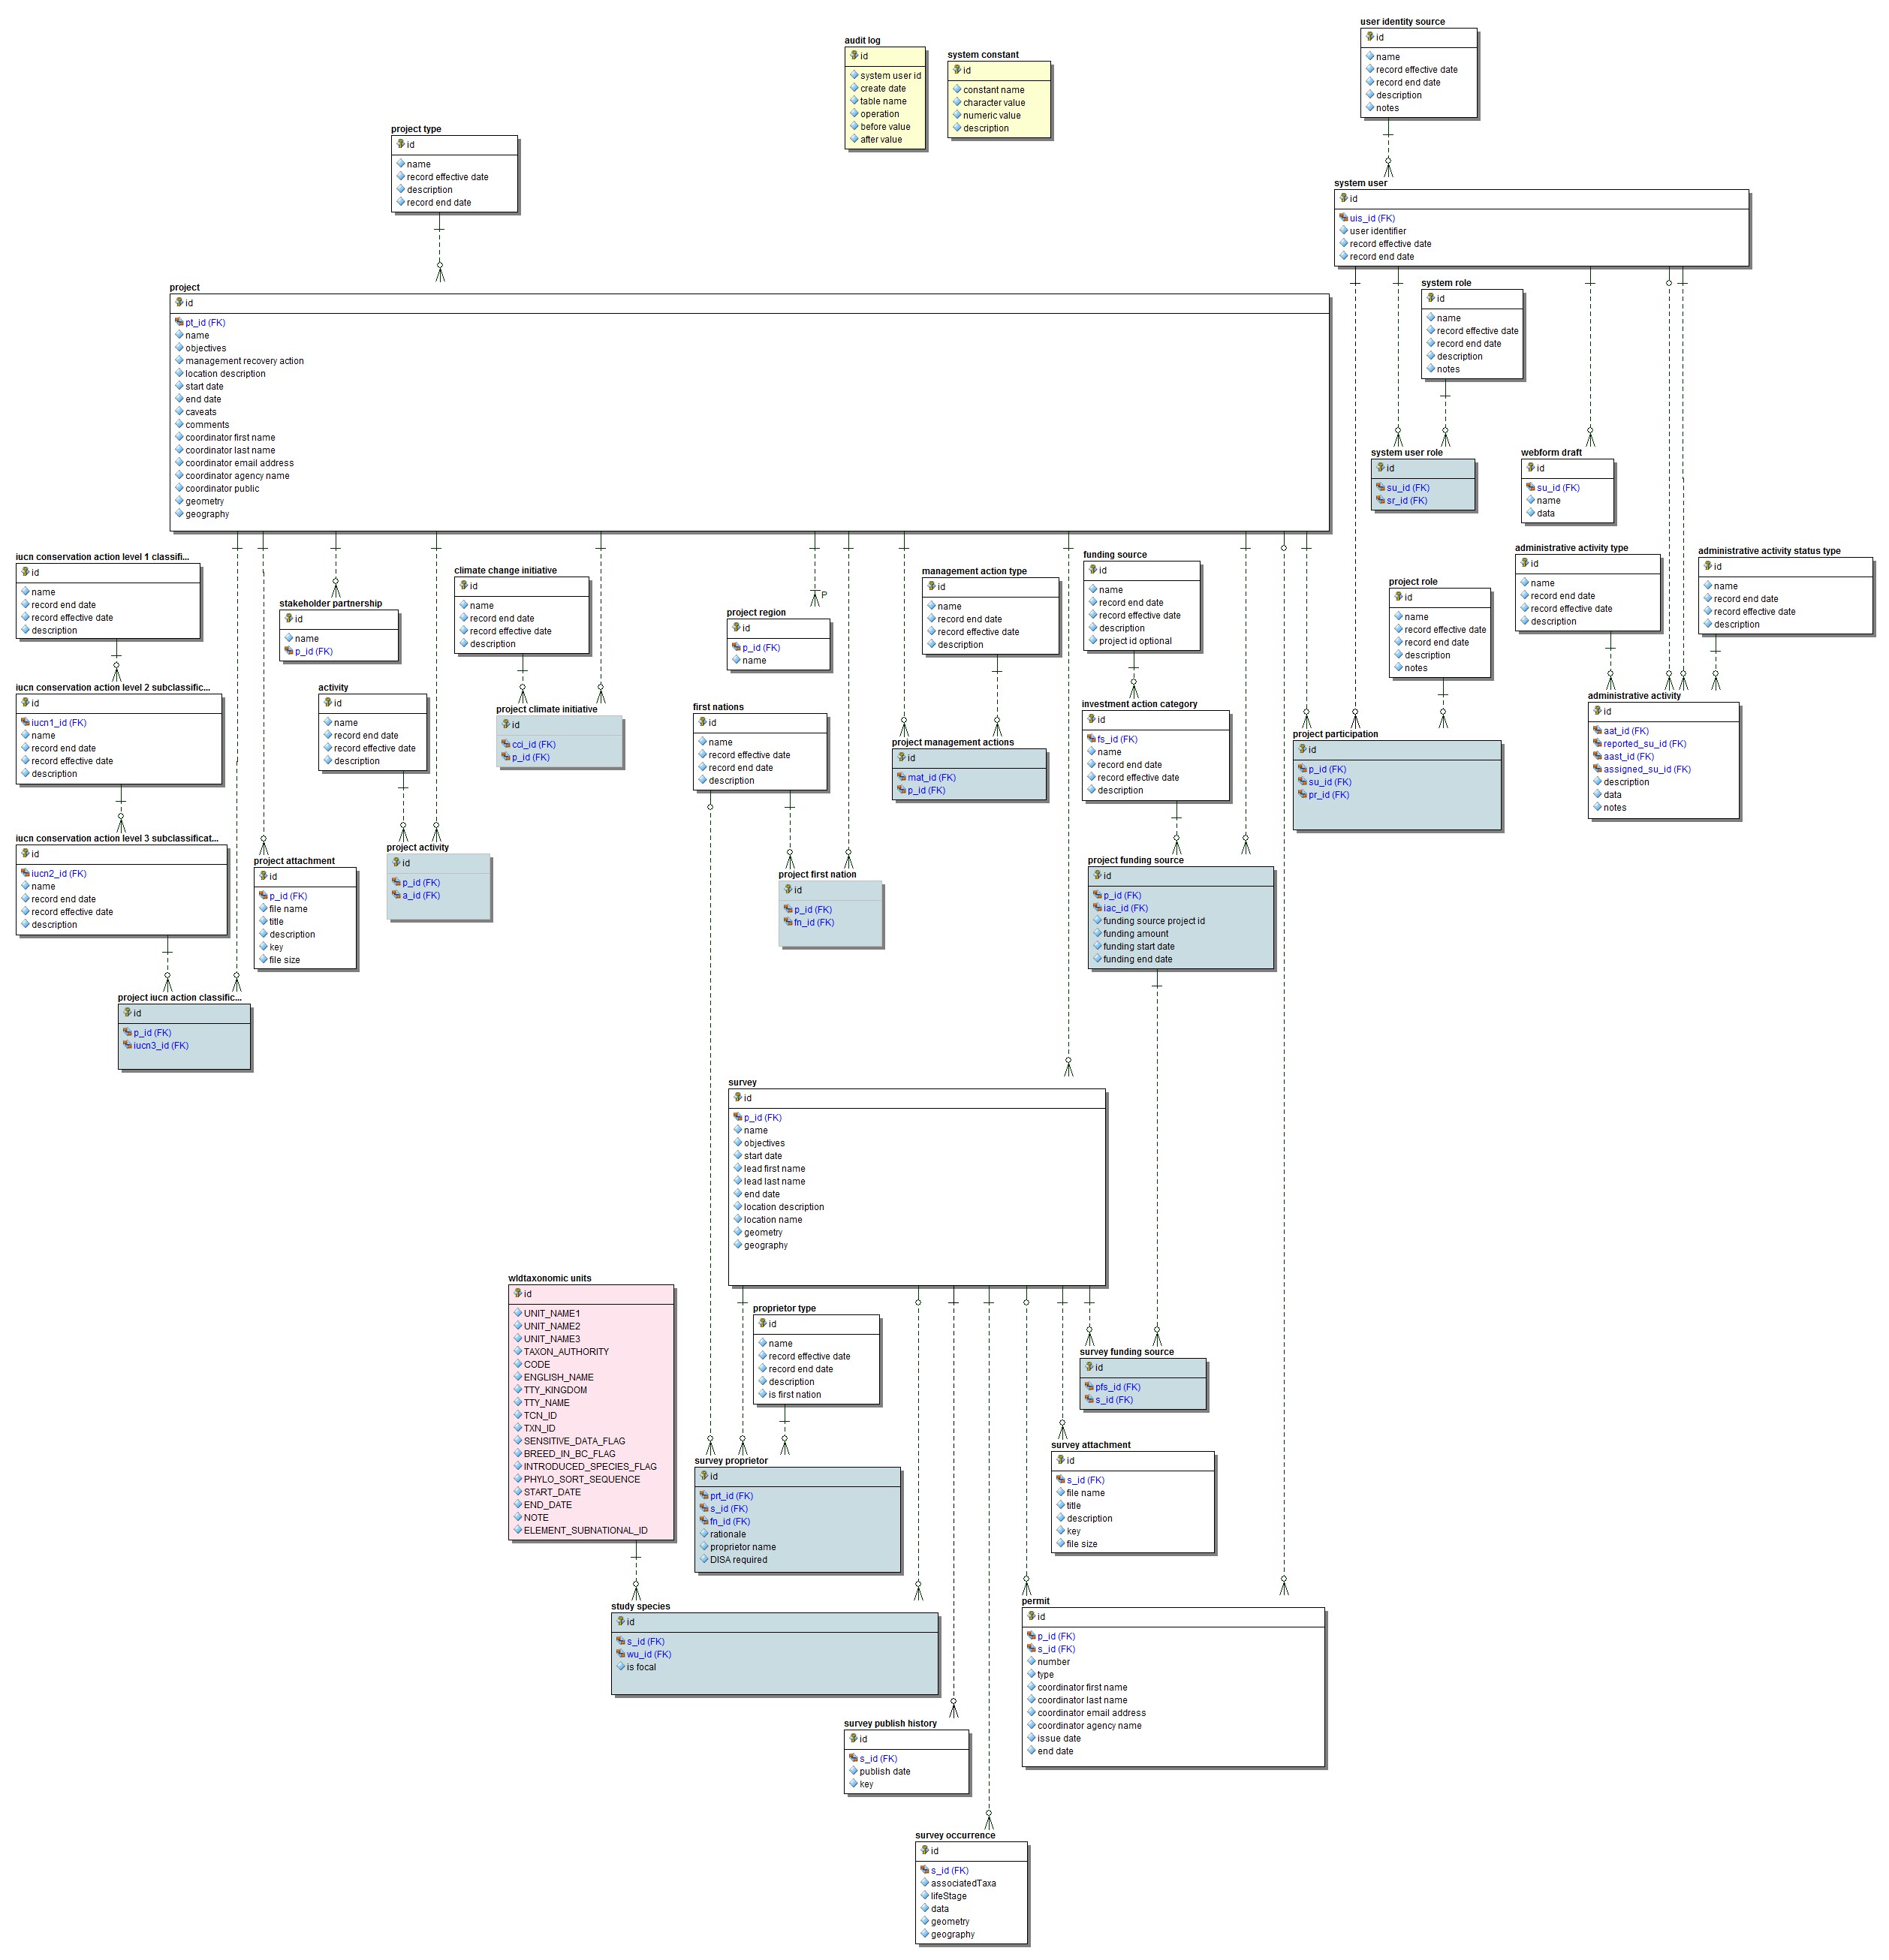 user identity source
id
name
record effective date
record end date
description
notes
audit log
id
system user id
create date
table name
operation
before value
after value
system constant
id
constant name
character value
numeric value
description
project type
id
name
record effective date
description
record end date
system user
id
uis_id (FK)
user identifier
record effective date
record end date
project
id
pt_id (FK)
name
objectives
management recovery action
location description
start date
end date
caveats
comments
coordinator first name
coordinator last name
coordinator email address
coordinator agency name
coordinator public
geometry
geography
system role
id
name
record effective date
record end date
description
notes
system user role
id
su_id (FK)
sr_id (FK)
webform draft
id
su_id (FK)
name
data
iucn conservation action level 1 classifi...
id
name
record end date
record effective date
description
stakeholder partnership
id
name
p_id (FK)
climate change initiative
id
name
record end date
record effective date
description
P
project region
id
p_id (FK)
name
management action type
id
name
record end date
record effective date
description
funding source
id
name
record end date
record effective date
description
project id optional
project role
id
name
record effective date
record end date
description
notes
administrative activity type
id
name
record end date
record effective date
description
administrative activity status type
id
name
record end date
record effective date
description
iucn conservation action level 2 subclassific...
id
iucn1_id (FK)
name
record end date
record effective date
description
activity
id
name
record end date
record effective date
description
project climate initiative
id
cci_id (FK)
p_id (FK)
first nations
id
name
record effective date
record end date
description
project management actions
id
mat_id (FK)
p_id (FK)
investment action category
id
fs_id (FK)
name
record end date
record effective date
description
project participation
id
p_id (FK)
su_id (FK)
pr_id (FK)
administrative activity
id
aat_id (FK)
reported_su_id (FK)
aast_id (FK)
assigned_su_id (FK)
description
data
notes
iucn conservation action level 3 subclassificat...
id
iucn2_id (FK)
name
record end date
record effective date
description
project attachment
id
p_id (FK)
file name
title
description
key
file size
project activity
id
p_id (FK)
a_id (FK)
project first nation
id
p_id (FK)
fn_id (FK)
project funding source
id
p_id (FK)
iac_id (FK)
funding source project id
funding amount
funding start date
funding end date
project iucn action classific...
id
p_id (FK)
iucn3_id (FK)
survey
id
p_id (FK)
name
objectives
start date
lead first name
lead last name
end date
location description
location name
geometry
geography
wldtaxonomic units
id
UNIT_NAME1
UNIT_NAME2
UNIT_NAME3
TAXON_AUTHORITY
CODE
ENGLISH_NAME
TTY_KINGDOM
TTY_NAME
TCN_ID
TXN_ID
SENSITIVE_DATA_FLAG
BREED_IN_BC_FLAG
INTRODUCED_SPECIES_FLAG
PHYLO_SORT_SEQUENCE
START_DATE
END_DATE
NOTE
ELEMENT_SUBNATIONAL_ID
proprietor type
id
name
record effective date
record end date
description
is first nation
survey funding source
id
pfs_id (FK)
s_id (FK)
survey proprietor
id
prt_id (FK)
s_id (FK)
fn_id (FK)
rationale
proprietor name
DISA required
survey attachment
id
s_id (FK)
file name
title
description
key
file size
study species
id
s_id (FK)
wu_id (FK)
is focal
permit
id
p_id (FK)
s_id (FK)
number
type
coordinator first name
coordinator last name
coordinator email address
coordinator agency name
issue date
end date
survey publish history
id
s_id (FK)
publish date
key
survey occurrence
id
s_id (FK)
associatedTaxa
lifeStage
data
geometry
geography